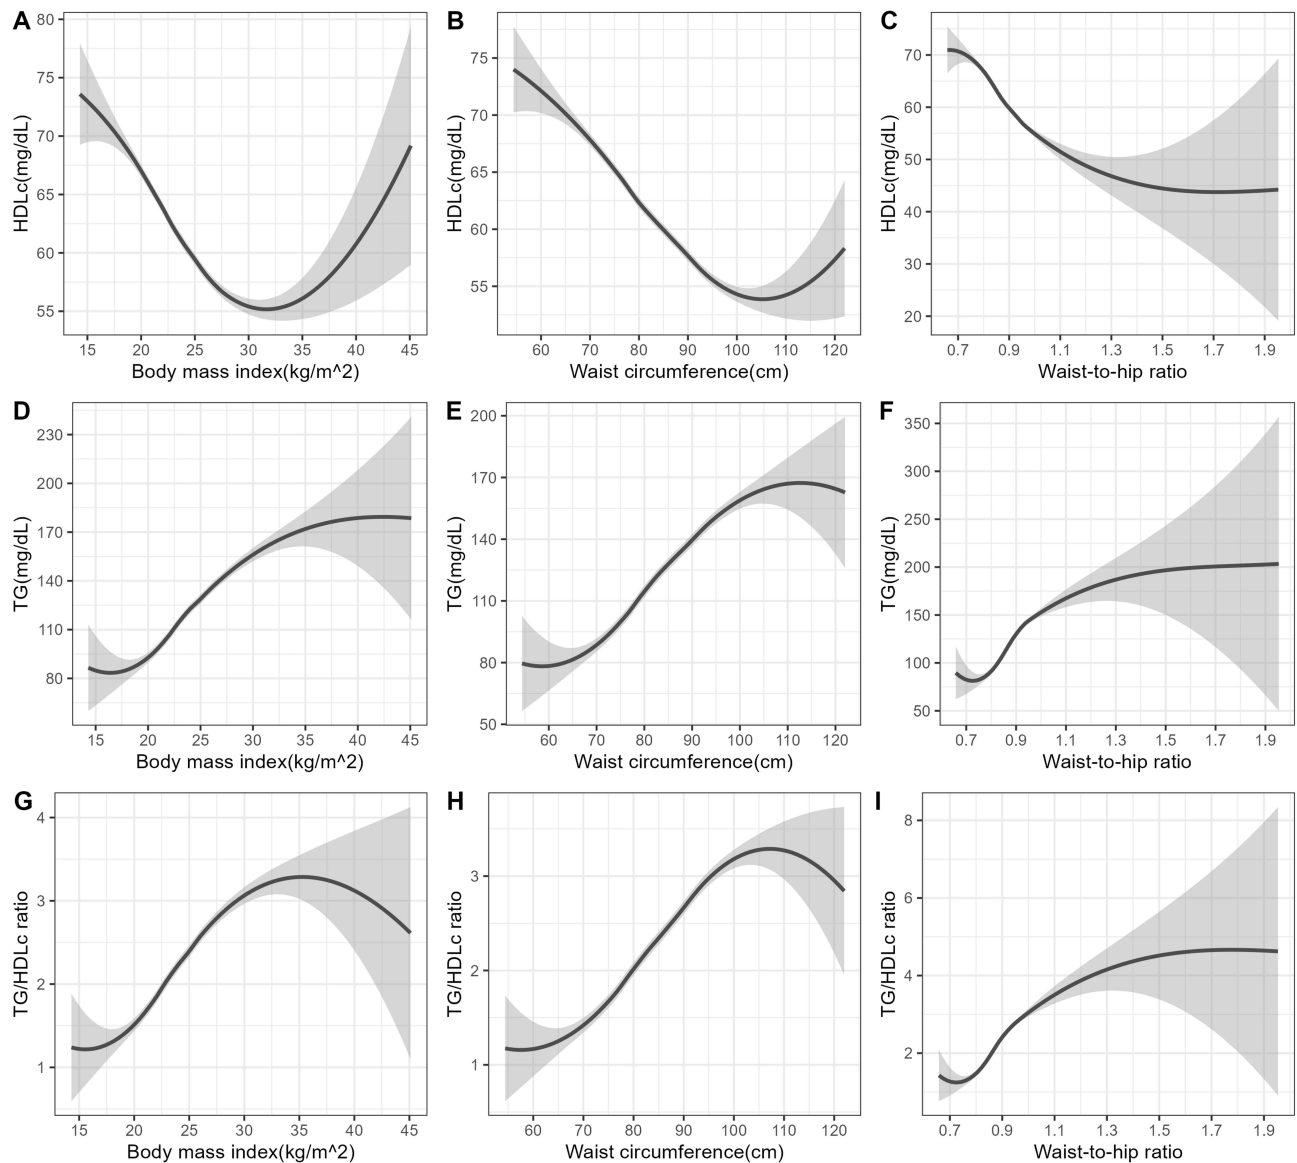 A
HDLc(mg/dL)
80
75
70
65
60
55
15 20 25 30 35 40 45
Body mass index(kg/m^2)
B
HDLc(mg/dL)
75
70
65
60
55
60 70 80 90 100 110 120
Waist circumference(cm)
C
HDLc(mg/dL)
70
60
50
40
30
20
0.7 0.9 1.1 1.3 1.5 1.7 1.9
Waist-to-hip ratio
D
TG(mg/dL)
230
200
170
140
110
80
15 20 25 30 35 40 45
Body mass index(kg/m^2)
E
TG(mg/dL)
200
170
140
110
80
50
60 70 80 90 100 110 120
Waist circumference(cm)
F
TG(mg/dL)
350
300
250
200
150
100
50
0.7 0.9 1.1 1.3 1.5 1.7 1.9
Waist-to-hip ratio
G
TG/HDLc ratio
4
3
2
1
15 20 25 30 35 40 45
Body mass index(kg/m^2)
H
TG/HDLc ratio
3
2
1
60 70 80 90 100 110 120
Waist circumference(cm)
I
TG/HDLc ratio
8
6
4
2
0.7 0.9 1.1 1.3 1.5 1.7 1.9
Waist-to-hip ratio